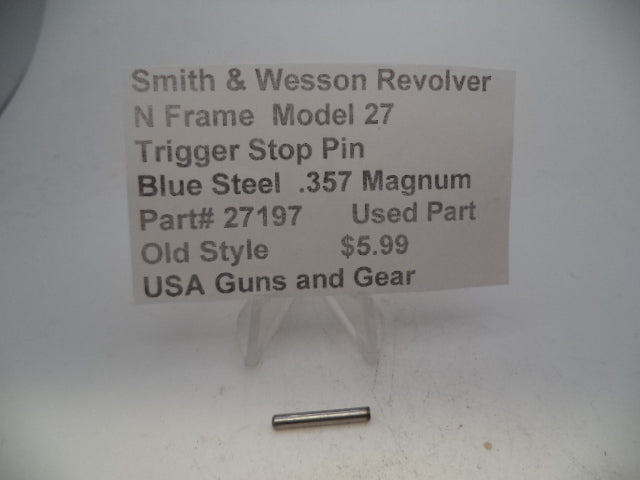 Smith & Wesson Revolver
N Frame Model 27
Trigger Stop Pin
Blue Steel .357 Magnum
Part# 27197 Used Part
Old Style $5.99
USA Guns and Gear